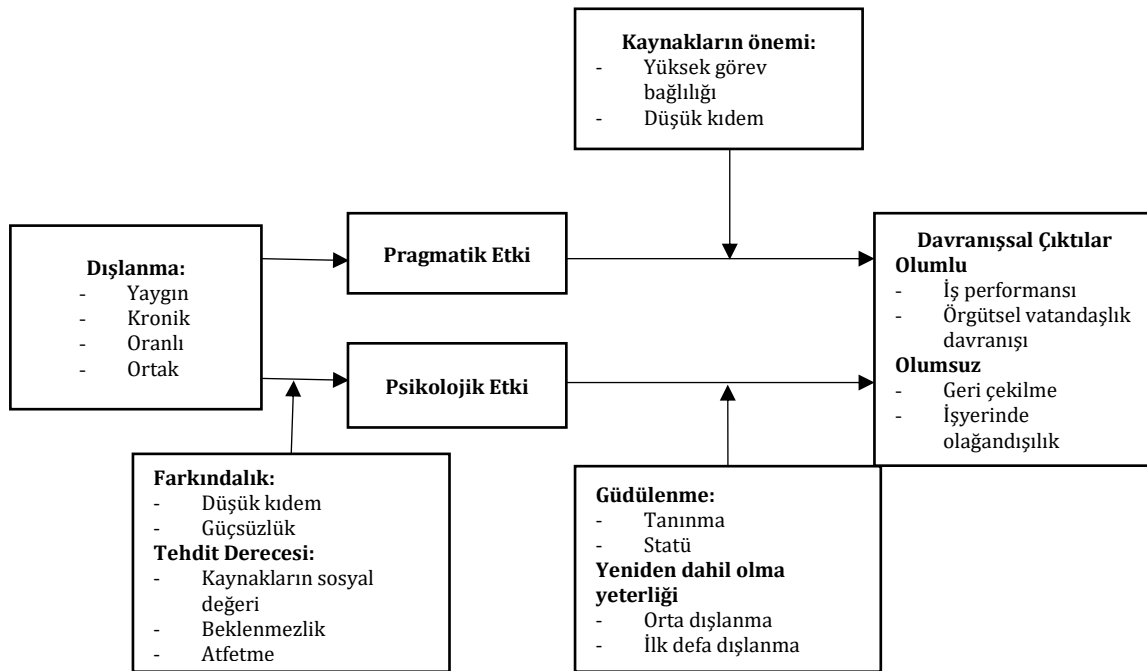 Kaynakların önemi:
- Yüksek görev
bağlılığı
- Düşük kıdem
Dışlanma:
- Yaygın
- Kronik
- Oranlı
- Ortak
Pragmatik Etki
Psikolojik Etki
Davranışsal Çıktılar
Olumlu
- İş performansı
- Örgütsel vatandaşlık
davranışı
Olumsuz
- Geri çekilme
- İşyerinde
olağandışılık
Farkındalık:
- Düşük kıdem
- Güçsüzlük
Tehdit Derecesi:
- Kaynakların sosyal
değeri
- Beklenmezlik
- Atfetme
Güdülenme:
- Tanınma
- Statü
Yeniden dahil olma
yeterliği
- Orta dışlanma
- İlk defa dışlanma